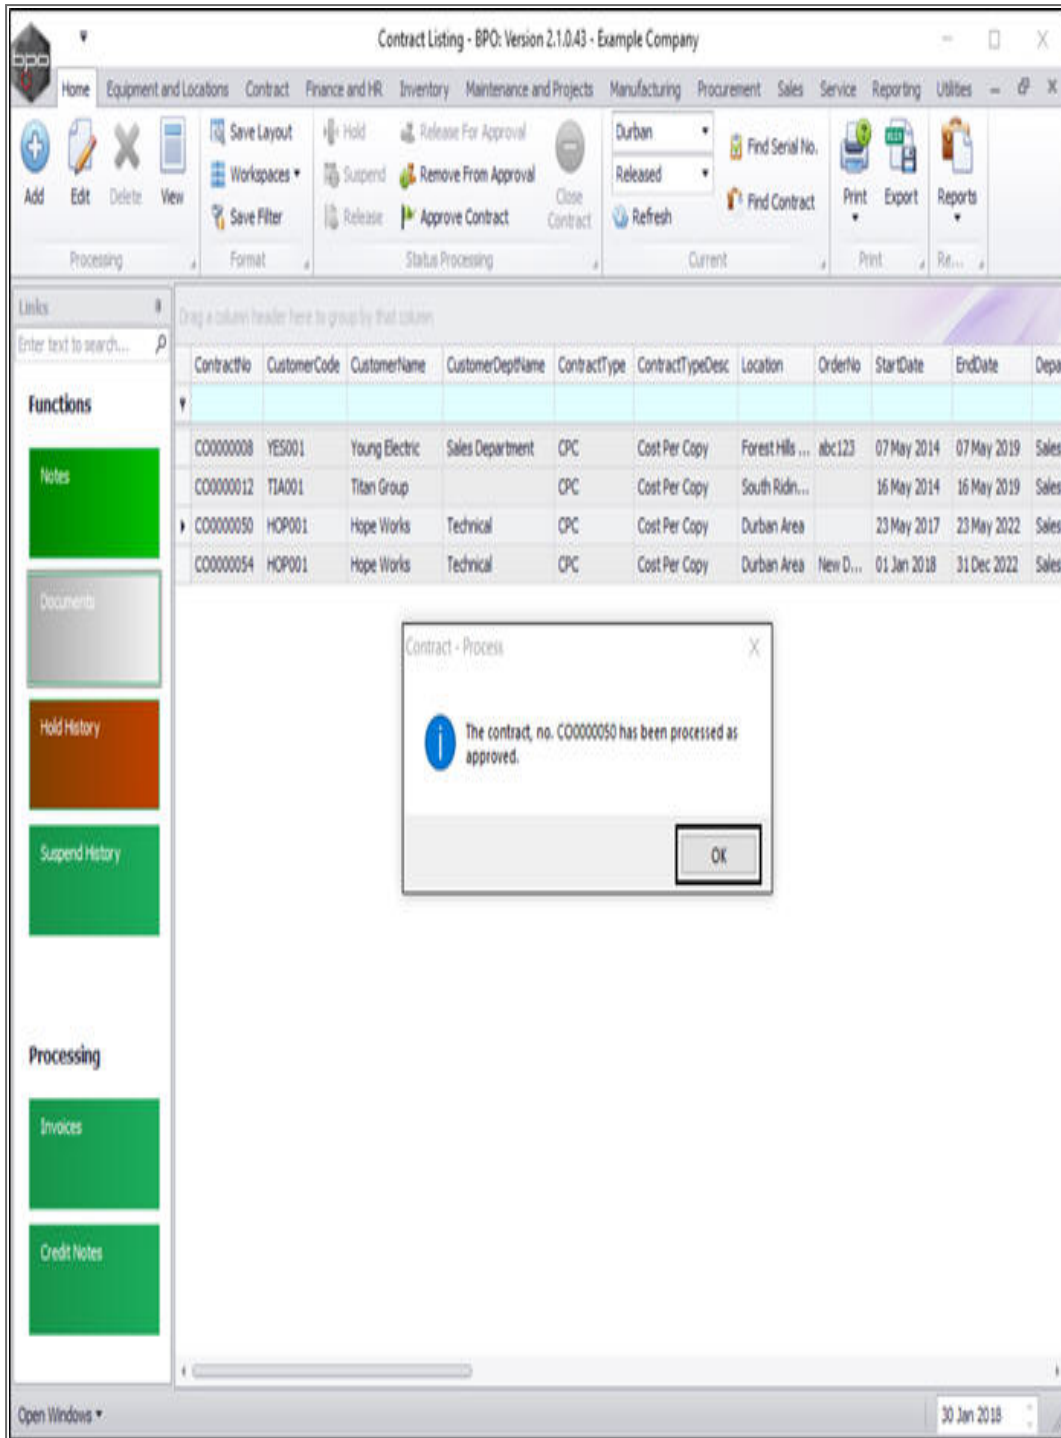 Contract Listing - BPO: Version 2.1.0.43 - Example Company
bpo
Home Equipment and Locations Contract Finance and HR Inventory Maintenance and Projects Manufacturing Procurement Sales Service Reporting Utilities
Add Edit Delete View
Save Layout
Workspaces
Save Filter
Hold
Suspend
Release
Release For Approval
Remove From Approval
Approve Contract
Close Contract
Durban
Released
Refresh
Find Serial No.
Find Contract
Print Export Reports
Processing Format Status Processing Current Print Re...
Links
Enter text to search...
Drag a column header here to group by that column
ContractNo CustomerCode CustomerName CustomerDeptName ContractType ContractTypeDesc Location OrderNo StartDate EndDate Depa
CO0000008 YES001 Young Electric Sales Department CPC Cost Per Copy Forest Hills ... abc123 07 May 2014 07 May 2019 Sales
CO0000012 TIA001 Titan Group CPC Cost Per Copy South Ridin... 16 May 2014 16 May 2019 Sales
CO0000050 HOP001 Hope Works Technical CPC Cost Per Copy Durban Area 23 May 2017 23 May 2022 Sales
CO0000054 HOP001 Hope Works Technical CPC Cost Per Copy Durban Area New D... 01 Jan 2018 31 Dec 2022 Sales
Functions
Notes
Documents
Hold History
Suspend History
Processing
Invoices
Credit Notes
Contract - Process
The contract, no. CO0000050 has been processed as
approved.
OK
Open Windows
30 Jan 2018